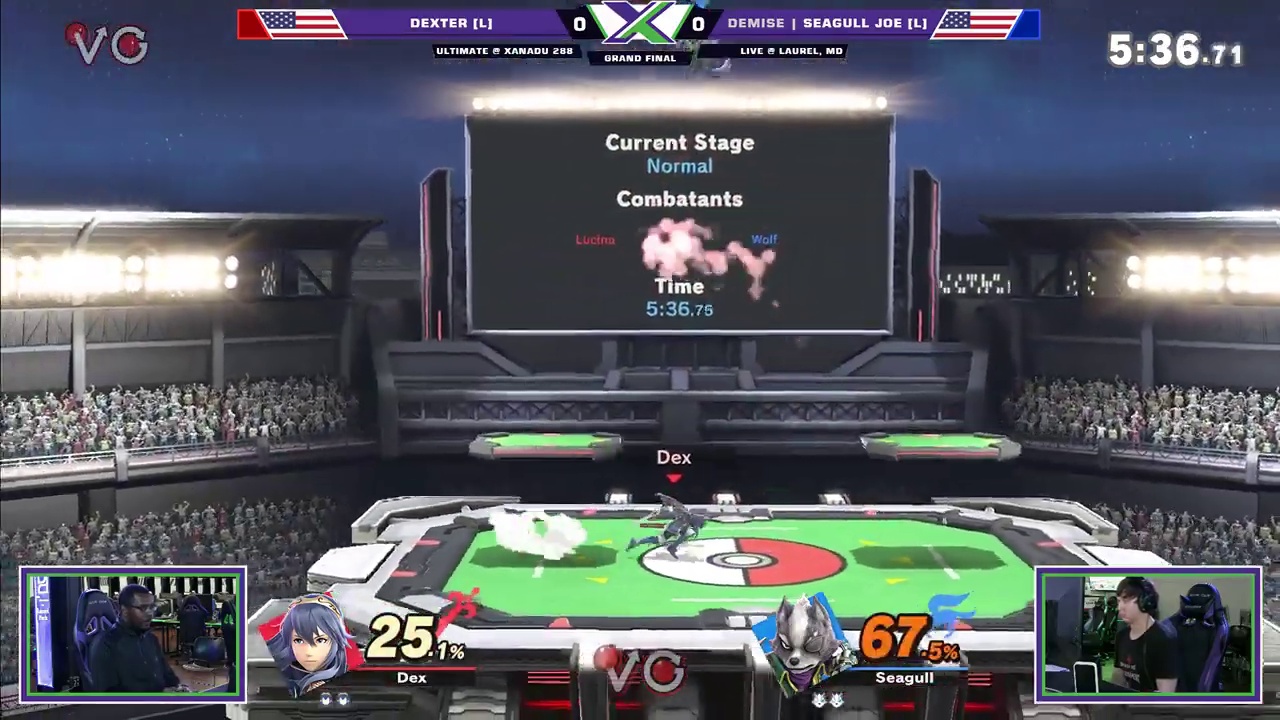 DEXTER [L]
0
0
DEMISE | SEAGULL JOE [L]
ULTIMATE @ XANADU 288
GRAND FINAL
LIVE @ LAUREL, MD
VG
5:36.71
Current Stage
Normal
Combatants
Lucina
Wolf
Time
5:36.75
Dex
25.1%
67.5%
Dex
VG
Seagull